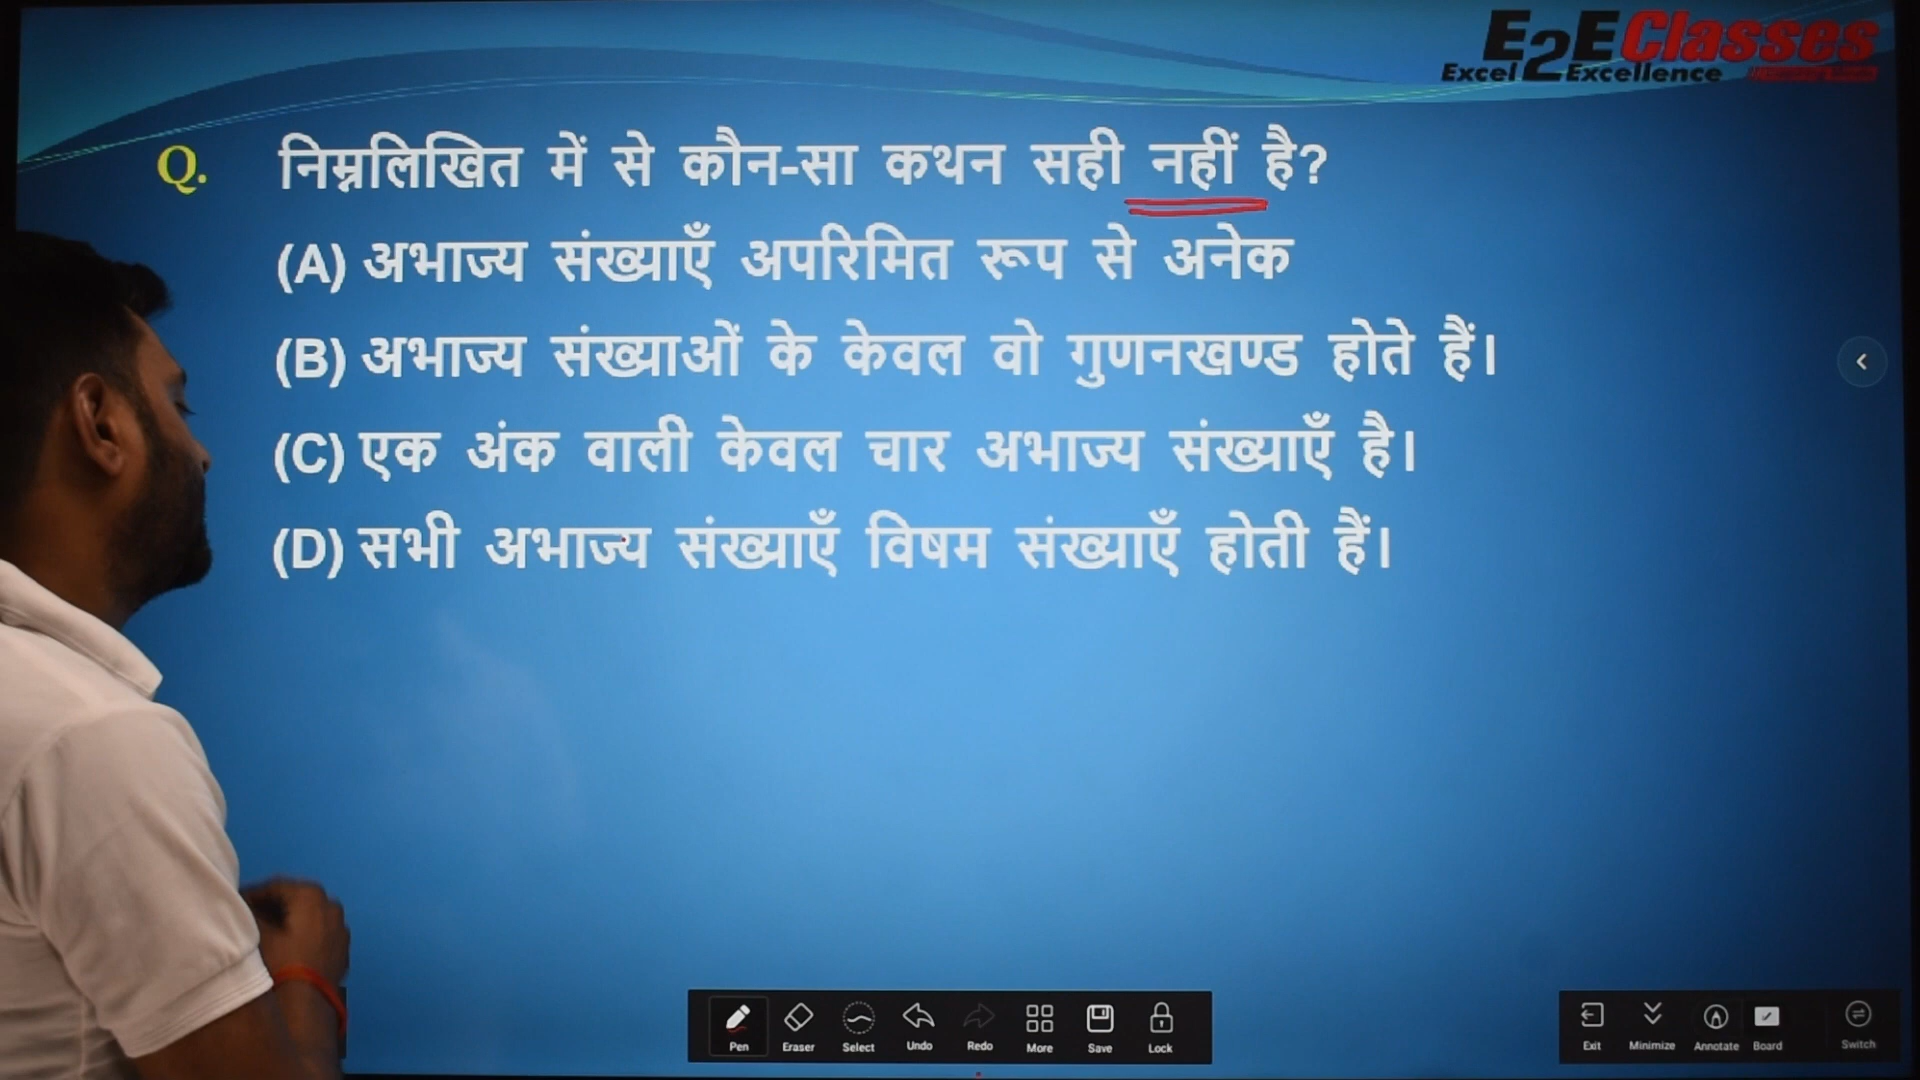 E2E Classes
Excel 2 Excellence
Q. निम्नलिखित में से कौन-सा कथन सही नहीं है?
(A) अभाज्य संख्याएँ अपरिमित रूप से अनेक
(B) अभाज्य संख्याओं के केवल वो गुणनखण्ड होते हैं।
(C) एक अंक वाली केवल चार अभाज्य संख्याएँ है।
(D) सभी अभाज्य संख्याएँ विषम संख्याएँ होती हैं।
Pen Eraser Select Undo Redo More Save Lock Exit Minimize Annotate Board Switch